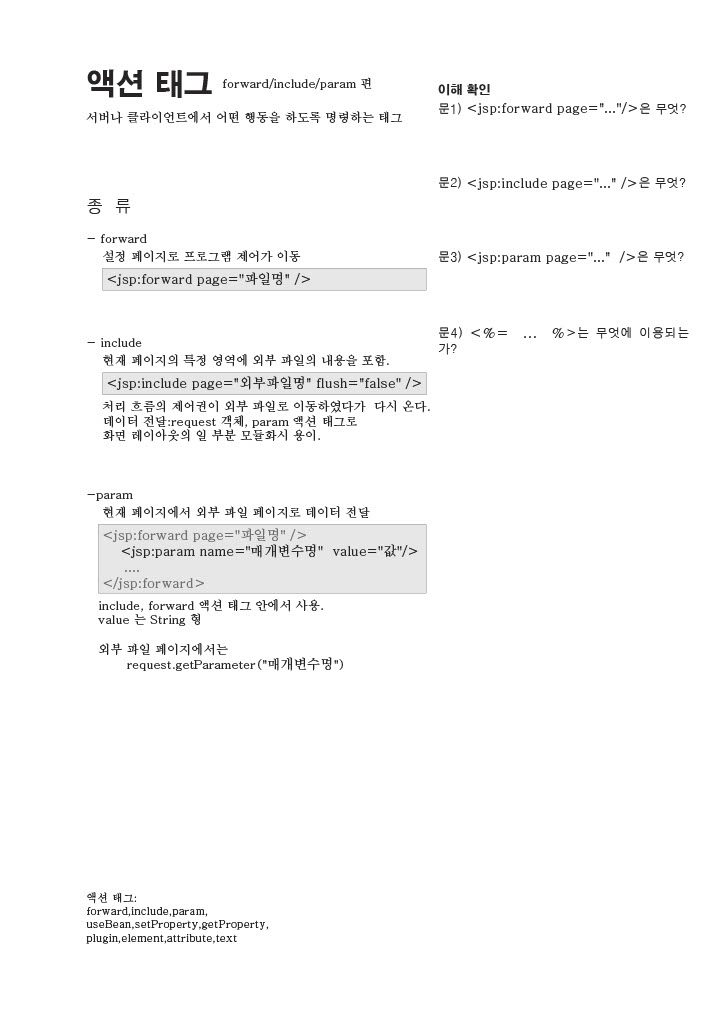 액션 태그 forward/include/param 편
서버나 클라이언트에서 어떤 행동을 하도록 명령하는 태그
종 류
- forward
설정 페이지로 프로그램 제어가 이동
<jsp:forward page="파일명" />
- include
현재 페이지의 특정 영역에 외부 파일의 내용을 포함.
<jsp:include page="외부파일명" flush="false" />
처리 흐름의 제어권이 외부 파일로 이동하였다가 다시 온다.
데이터 전달:request 객체, param 액션 태그로
화면 레이아웃의 일 부분 모듈화시 용이.
-param
현재 페이지에서 외부 파일 페이지로 데이터 전달
<jsp:forward page="파일명" />
<jsp:param name="매개변수명" value="값"/>
....
</jsp:forward>
include, forward 액션 태그 안에서 사용.
value 는 String 형
외부 파일 페이지에서는
request.getParameter("매개변수명")
액션 태그:
forward,include,param,
useBean,setProperty,getProperty,
plugin,element,attribute,text
이해 확인
문1) <jsp:forward page="..."/>은 무엇?
문2) <jsp:include page="..." />은 무엇?
문3) <jsp:param page="..." />은 무엇?
문4) <%= ... %>는 무엇에 이용되는
가?